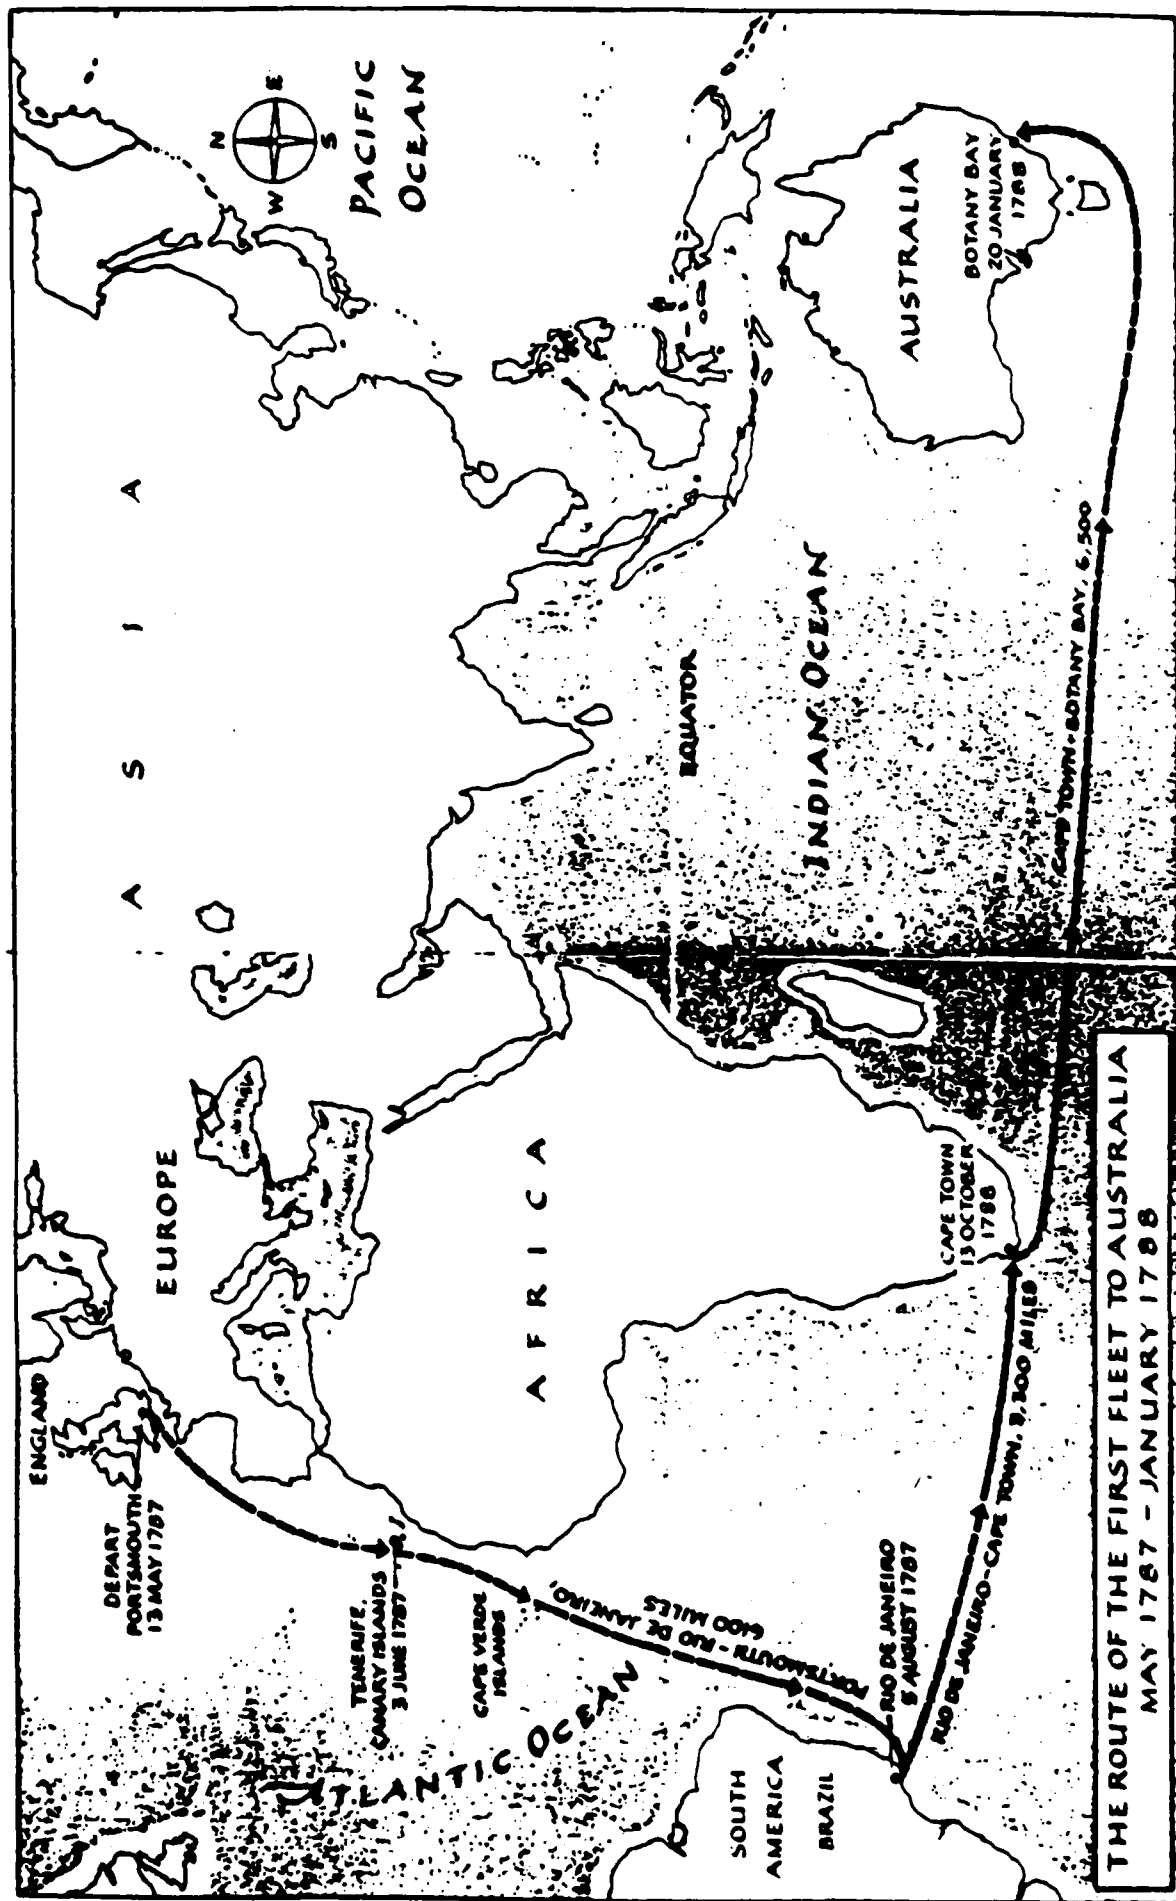 ENGLAND
DEPART
PORTSMOUTH
13 MAY 1787
EUROPE
A S I A
N
W E
S
PACIFIC
OCEAN
TENERIFE,
CANARY ISLANDS
3 JUNE 1787
CAPE VERDE
ISLANDS
ATLANTIC OCEAN
AFRICA
PORTSMOUTH - RIO DE JANEIRO,
6100 MILES
EQUATOR
INDIAN OCEAN
SOUTH
AMERICA
BRAZIL
RIO DE JANEIRO
5 AUGUST 1787
RIO DE JANEIRO-CAPE TOWN, 3,300 MILES
CAPE TOWN
13 OCTOBER
1788
CAPE TOWN - BOTANY BAY, 6,500
AUSTRALIA
BOTANY BAY
20 JANUARY
1788
THE ROUTE OF THE FIRST FLEET TO AUSTRALIA
MAY 1787 - JANUARY 1788